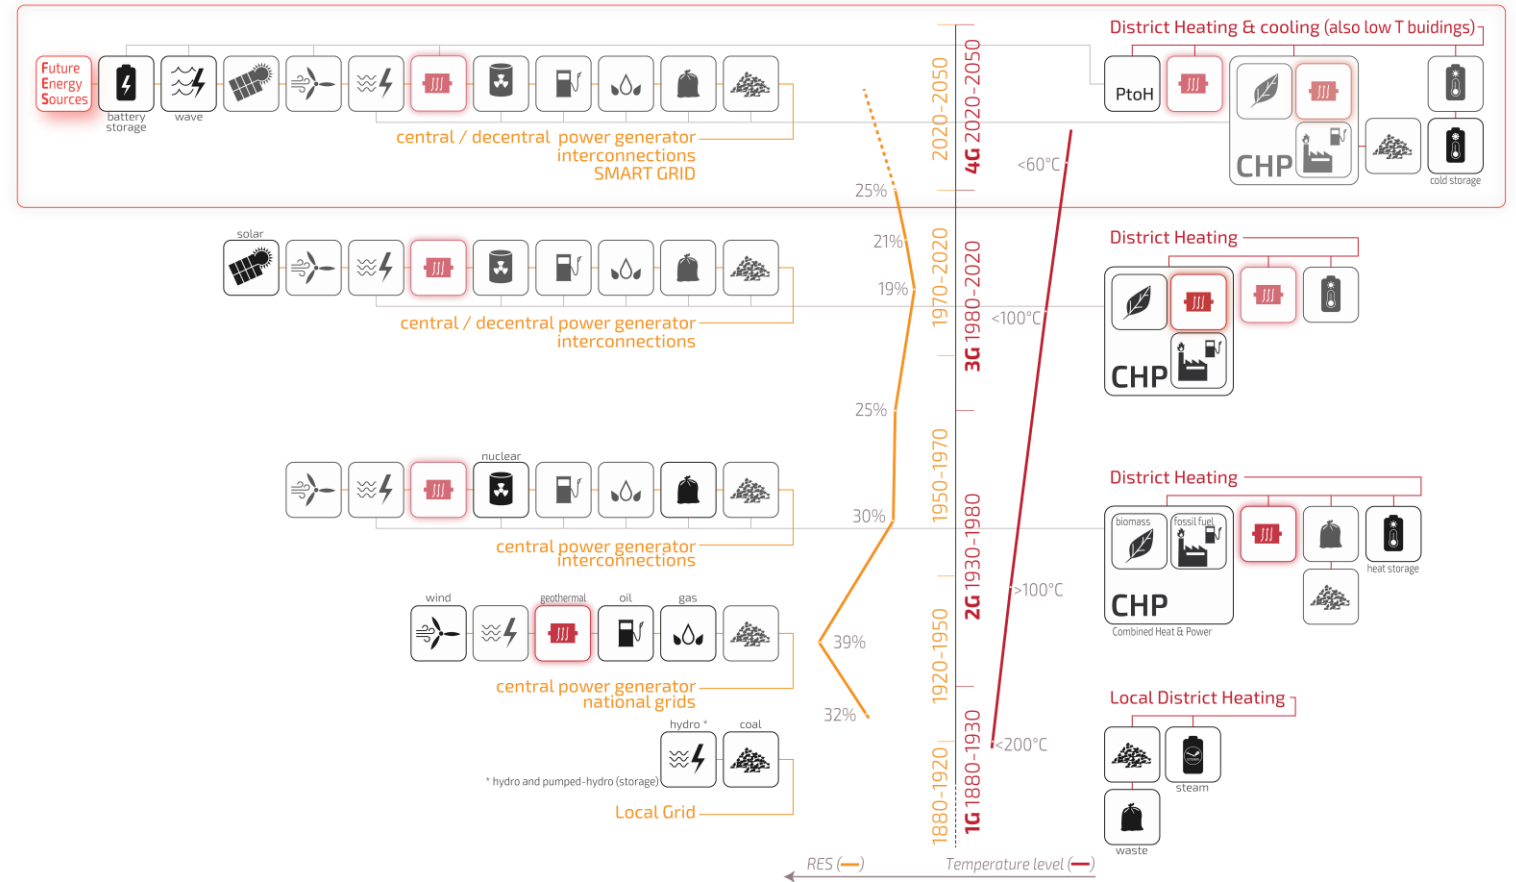 District Heating & cooling (also low T buidings)
Future
Energy
Sources
battery
storage
wave
PtoH
CHP
cold storage
central / decentral power generator
interconnections
SMART GRID
2020-2050
4G 2020-2050
<60°C
25%
solar
21%
19%
central / decentral power generator
interconnections
1970-2020
3G 1980-2020
<100°C
District Heating
CHP
25%
nuclear
30%
central power generator
interconnections
1950-1970
2G 1930-1980
>100°C
District Heating
biomass
fossil fuel
CHP
Combined Heat & Power
heat storage
wind
geothermal
oil
gas
39%
central power generator
national grids
1920-1950
32%
hydro *
coal
* hydro and pumped-hydro (storage)
Local Grid
1880-1920
1G 1880-1930
<200°C
Local District Heating
steam
waste
RES (—)
Temperature level (—)